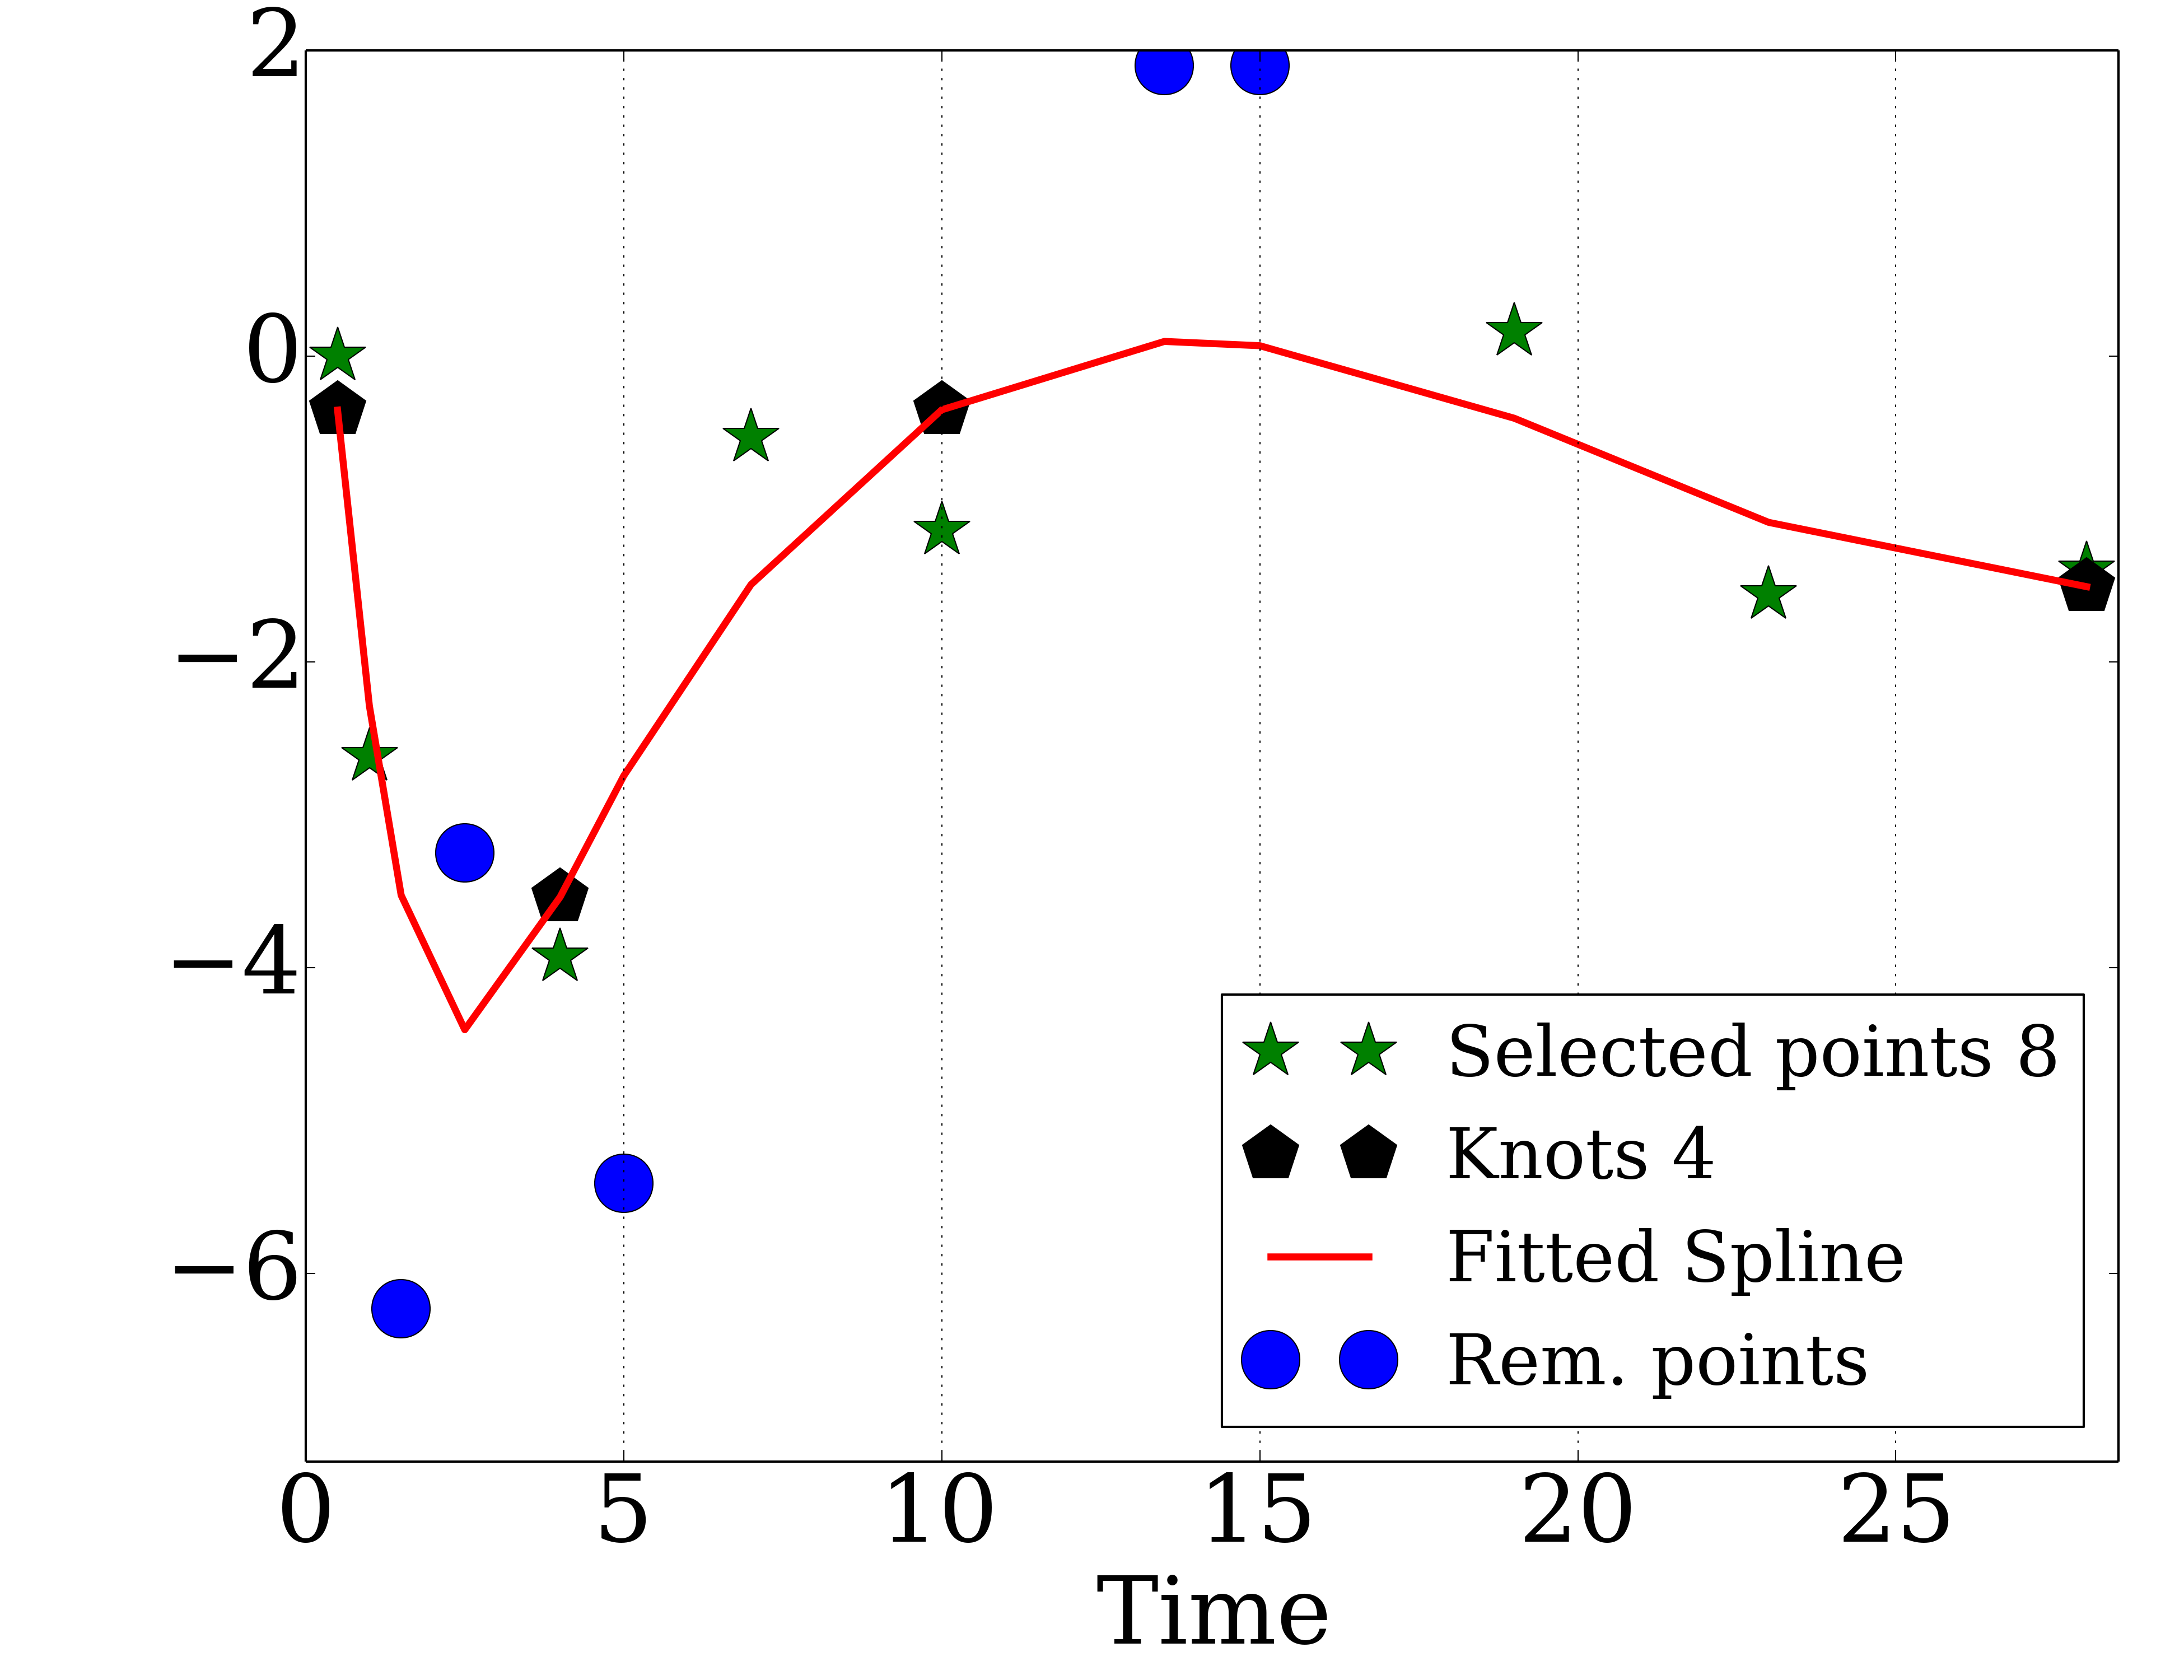 2
0
−2
−4
−6
0 5 10 15 20 25
Time
Selected points 8
Knots 4
Fitted Spline
Rem. points